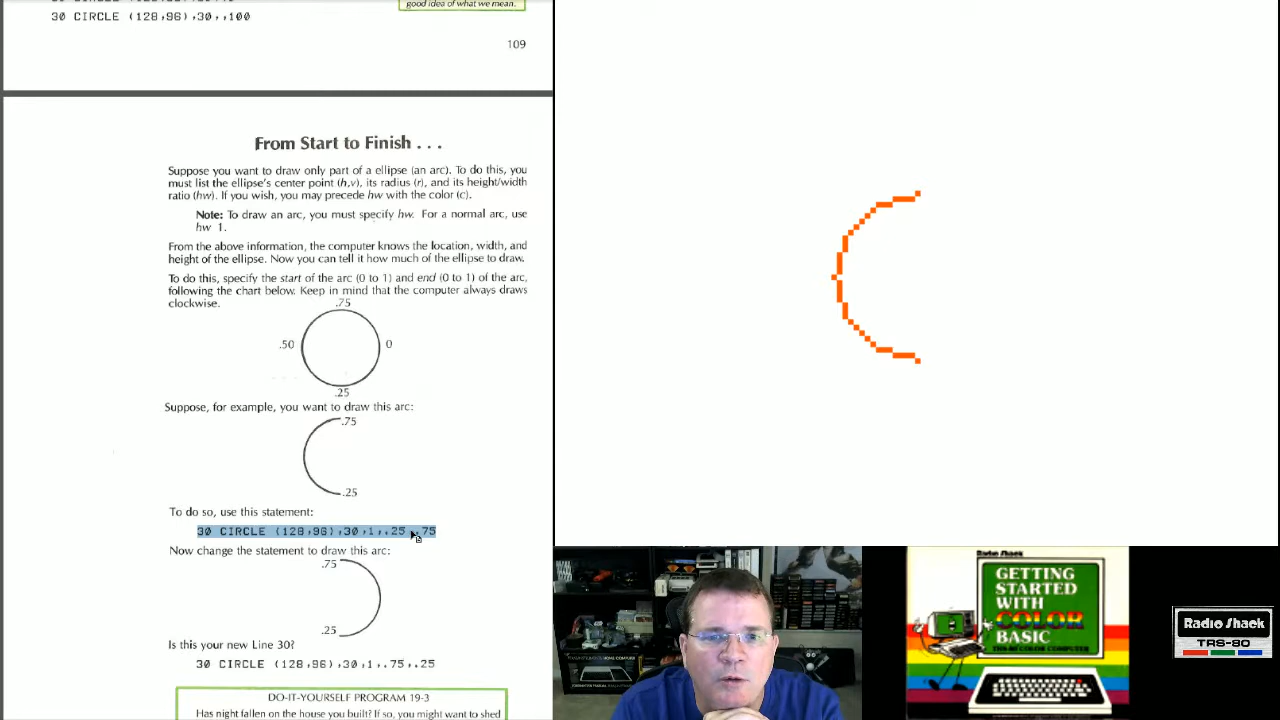 30 CIRCLE (128,96),30,,100
good idea of what we mean.
109
From Start to Finish . . .
Suppose you want to draw only part of a ellipse (an arc). To do this, you
must list the ellipse's center point (h,v), its radius (r), and its height/width
ratio (hw). If you wish, you may precede hw with the color (c).
Note: To draw an arc, you must specify hw. For a normal arc, use
hw 1.
From the above information, the computer knows the location, width, and
height of the ellipse. Now you can tell it how much of the ellipse to draw.
To do this, specify the start of the arc (0 to 1) and end (0 to 1) of the arc,
following the chart below. Keep in mind that the computer always draws
clockwise.
.75
.50
0
.25
Suppose, for example, you want to draw this arc:
.75
.25
To do so, use this statement:
30 CIRCLE (128,96),30,1,.25,.75
Now change the statement to draw this arc:
.75
.25
Is this your new Line 30?
30 CIRCLE (128,96),30,1,.75,.25
DO-IT-YOURSELF PROGRAM 19-3
Has night fallen on the house you built? If so, you might want to shed
Radio Shack
GETTING
STARTED
WITH
COLOR
BASIC
TRS-80 COLOR COMPUTER
Radio Shack
TRS-80